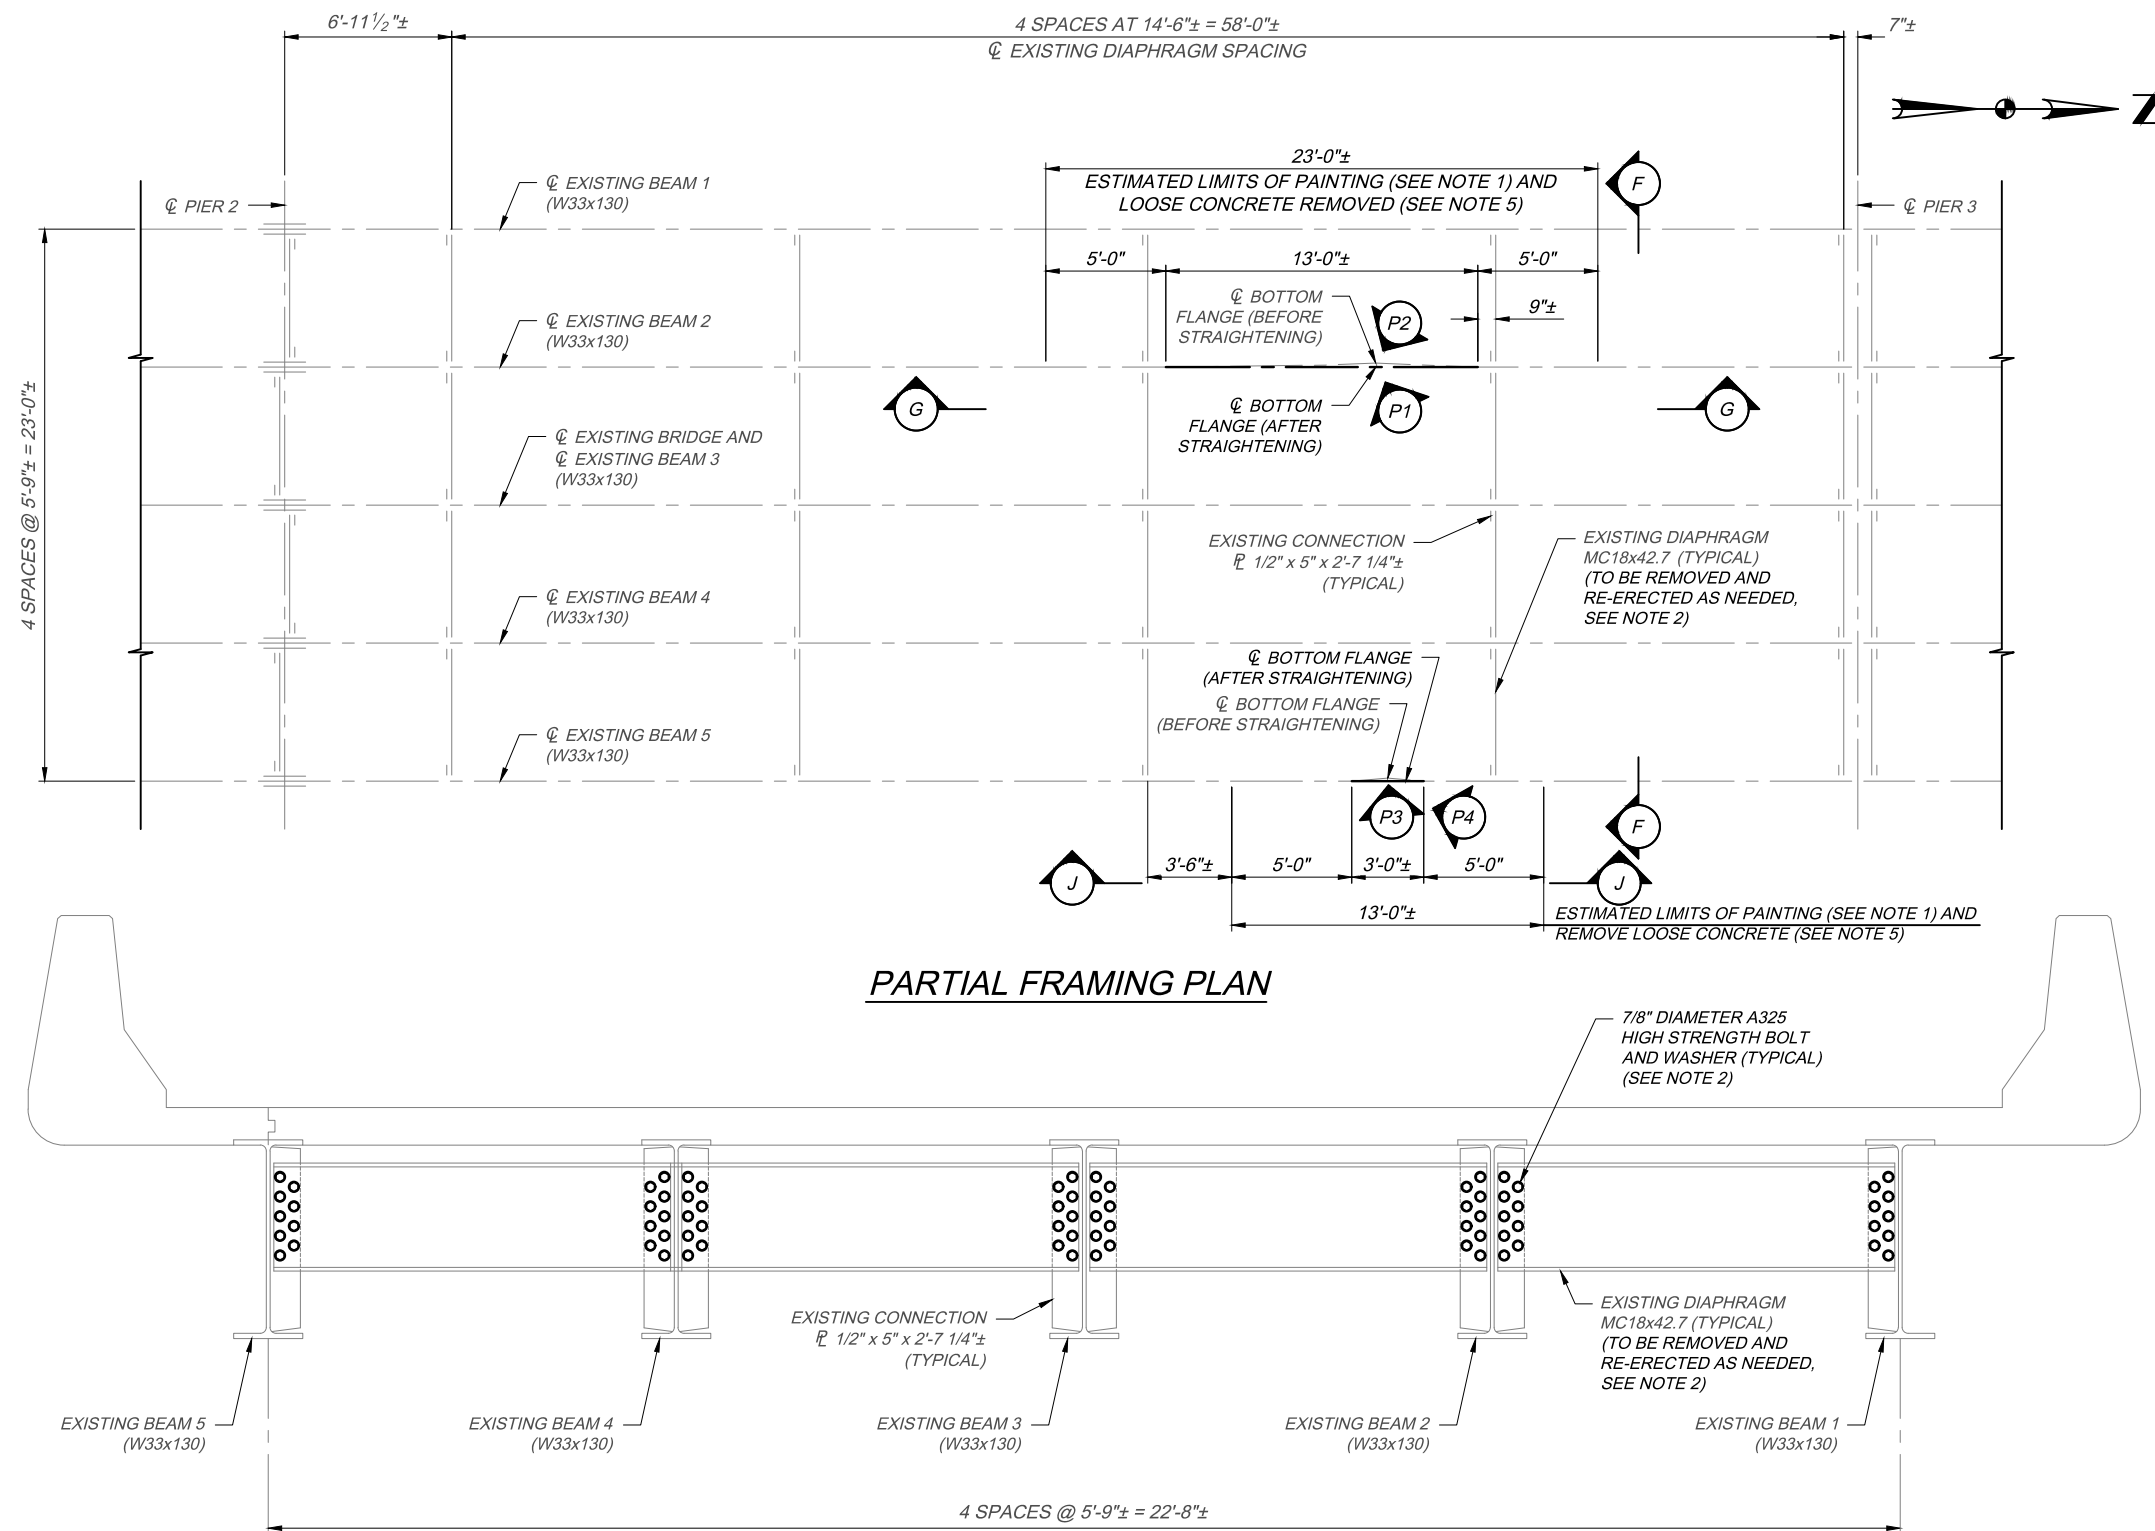 6'-11 1/2"±
4 SPACES AT 14'-6"± = 58'-0"±
7"±
℄ EXISTING DIAPHRAGM SPACING
Z
23'-0"±
ESTIMATED LIMITS OF PAINTING (SEE NOTE 1) AND
LOOSE CONCRETE REMOVED (SEE NOTE 5)
F
℄ EXISTING BEAM 1
(W33x130)
℄ PIER 2
℄ PIER 3
5'-0"
13'-0"±
5'-0"
℄ BOTTOM
FLANGE (BEFORE
STRAIGHTENING)
9"±
P2
℄ EXISTING BEAM 2
(W33x130)
G
℄ BOTTOM
FLANGE (AFTER
STRAIGHTENING)
P1
G
4 SPACES @ 5'-9"± = 23'-0"±
℄ EXISTING BRIDGE AND
℄ EXISTING BEAM 3
(W33x130)
EXISTING CONNECTION
℄ 1/2" x 5" x 2'-7 1/4"±
(TYPICAL)
EXISTING DIAPHRAGM
MC18x42.7 (TYPICAL)
(TO BE REMOVED AND
RE-ERECTED AS NEEDED,
SEE NOTE 2)
℄ EXISTING BEAM 4
(W33x130)
℄ BOTTOM FLANGE
(AFTER STRAIGHTENING)
℄ BOTTOM FLANGE
(BEFORE STRAIGHTENING)
℄ EXISTING BEAM 5
(W33x130)
P3
P4
F
J
3'-6"±
5'-0"
3'-0"±
5'-0"
J
13'-0"±
ESTIMATED LIMITS OF PAINTING (SEE NOTE 1) AND
REMOVE LOOSE CONCRETE (SEE NOTE 5)
PARTIAL FRAMING PLAN
7/8" DIAMETER A325
HIGH STRENGTH BOLT
AND WASHER (TYPICAL)
(SEE NOTE 2)
EXISTING CONNECTION
℄ 1/2" x 5" x 2'-7 1/4"±
(TYPICAL)
EXISTING DIAPHRAGM
MC18x42.7 (TYPICAL)
(TO BE REMOVED AND
RE-ERECTED AS NEEDED,
SEE NOTE 2)
EXISTING BEAM 5
(W33x130)
EXISTING BEAM 4
(W33x130)
EXISTING BEAM 3
(W33x130)
EXISTING BEAM 2
(W33x130)
EXISTING BEAM 1
(W33x130)
4 SPACES @ 5'-9"± = 22'-8"±